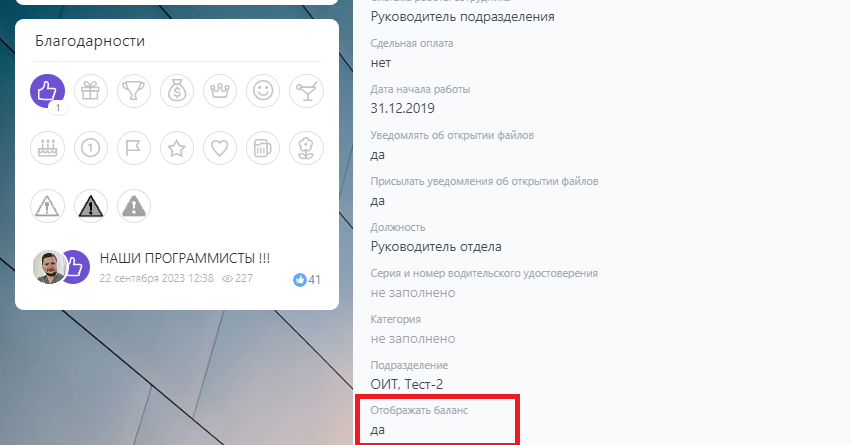 Благодарности
1
1
НАШИ ПРОГРАММИСТЫ !!!
22 сентября 2023 12:38 227
41
Руководитель подразделения
Сдельная оплата
нет
Дата начала работы
31.12.2019
Уведомлять об открытии файлов
да
Присылать уведомления об открытии файлов
да
Должность
Руководитель отдела
Серия и номер водительского удостоверения
не заполнено
Категория
не заполнено
Подразделение
ОИТ, Тест-2
Отображать баланс
да